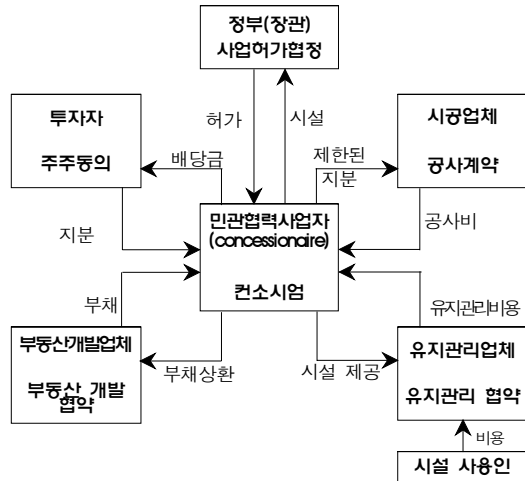 정부(장관)
사업허가협정
허가
시설
투자자
주주동의
배당금
제한된
지분
시공업체
공사계약
지분
민관협력사업자
(concessionaire)
컨소시엄
공사비
부채
유지관리비용
부동산개발업체
부동산 개발
협약
부채상환
시설 제공
유지관리업체
유지관리 협약
비용
시설 사용인